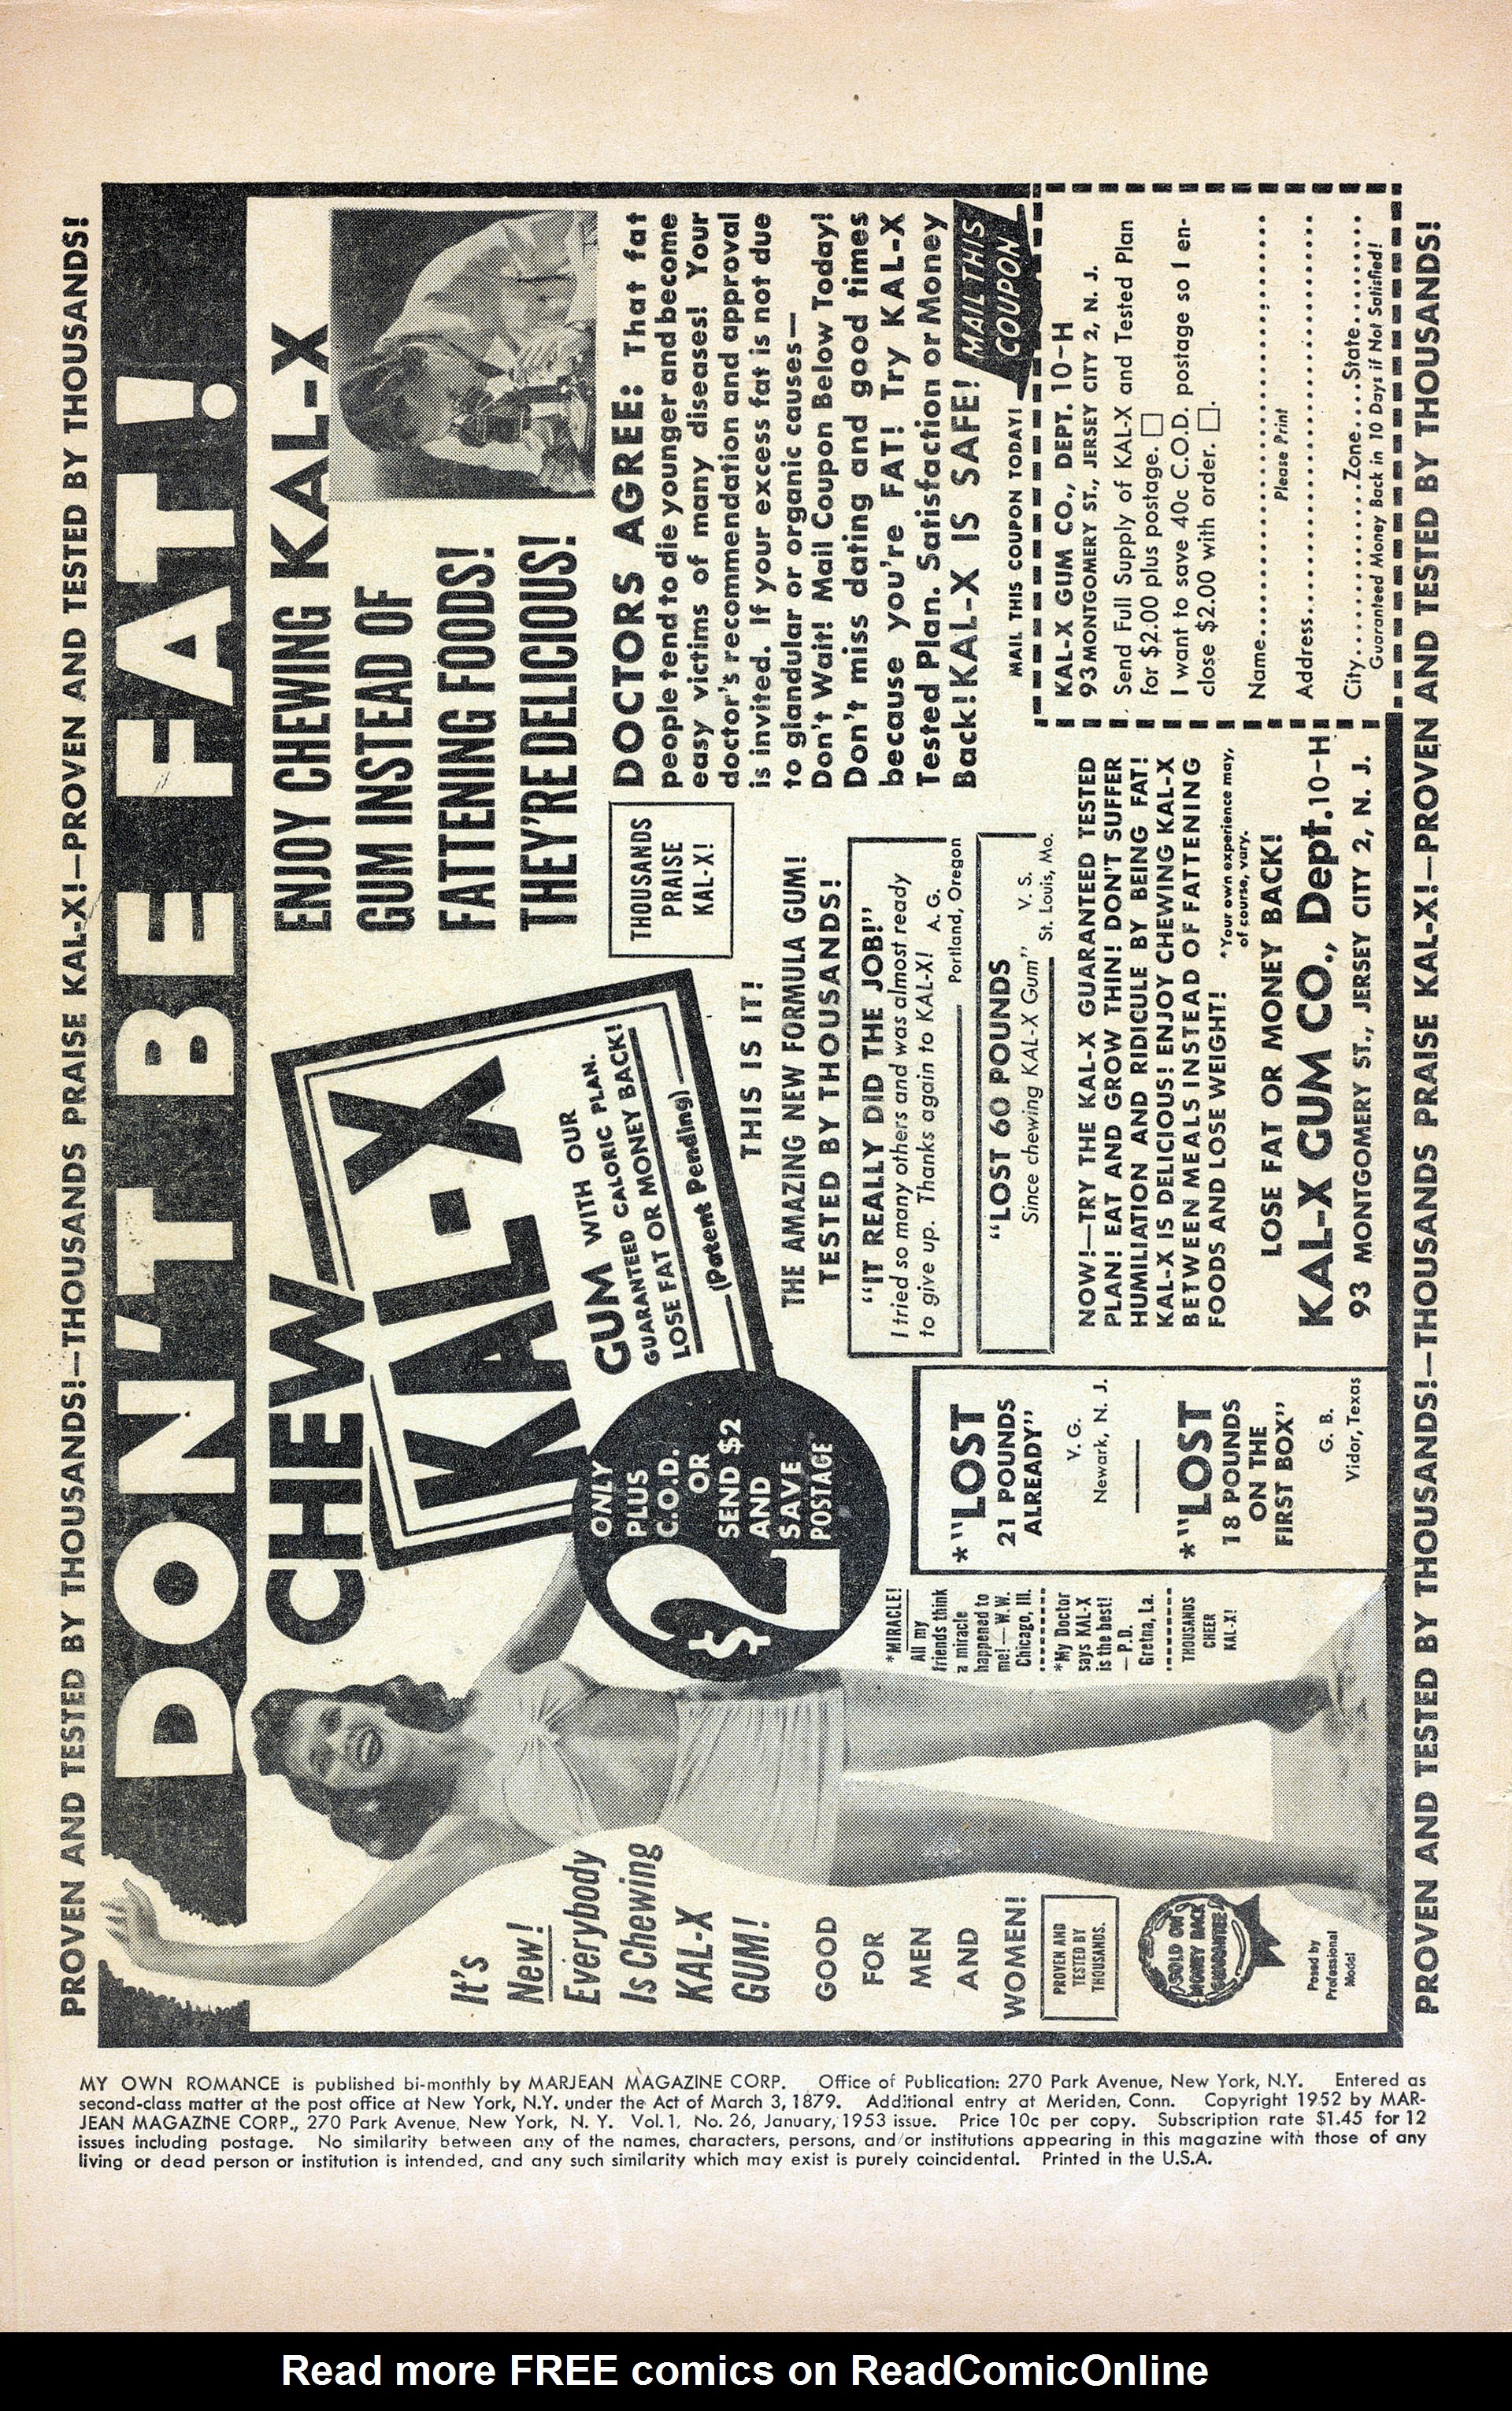 PROVEN AND TESTED BY THOUSANDS!—THOUSANDS PRAISE KAL-X!—PROVEN AND TESTED BY THOUSANDS!
DON'T BE FAT!
CHEW
KAL-X
GUM WITH OUR
GUARANTEED CALORIC PLAN.
LOSE FAT OR MONEY BACK!
(Patent Pending)
ENJOY CHEWING KAL-X
GUM INSTEAD OF
FATTENING FOODS!
THEY'RE DELICIOUS!
It's
New!
Everybody
Is Chewing
KAL-X
GUM!
GOOD
FOR
MEN
AND
WOMEN!
PROVEN AND
TESTED BY
THOUSANDS.
SOLD ON
MONEY BACK
GUARANTEE
Posed by
Professional
Model
ONLY
$2
PLUS
C.O.D.
OR
SEND $2
AND
SAVE
POSTAGE
*MIRACLE!
All my
friends think
a miracle
happened to
me!—W.W.
Chicago, Ill.
*My Doctor
says KAL-X
is the best!
—P.D.
Gretna, La.
THOUSANDS
CHEER
KAL-X!
*"LOST
21 POUNDS
ALREADY"
V. G.
Newark, N. J.
*"LOST
18 POUNDS
ON THE
FIRST BOX"
G. B.
Vidor, Texas
THIS IS IT!
THE AMAZING NEW FORMULA GUM!
TESTED BY THOUSANDS!
"IT REALLY DID THE JOB!"
I tried so many others and was almost ready
to give up. Thanks again to KAL-X! A. G.
Portland, Oregon
"LOST 60 POUNDS
Since chewing KAL-X Gum" V. S.
St. Louis, Mo.
NOW!—TRY THE KAL-X GUARANTEED TESTED
PLAN! EAT AND GROW THIN! DON'T SUFFER
HUMILIATION AND RIDICULE BY BEING FAT!
KAL-X IS DELICIOUS! ENJOY CHEWING KAL-X
BETWEEN MEALS INSTEAD OF FATTENING
FOODS AND LOSE WEIGHT!
*Your own experience may,
of course, vary.
LOSE FAT OR MONEY BACK!
KAL-X GUM CO., Dept. 10-H
93 MONTGOMERY ST., JERSEY CITY 2, N. J.
THOUSANDS
PRAISE
KAL-X!
DOCTORS AGREE: That fat
people tend to die younger and become
easy victims of many diseases! Your
doctor's recommendation and approval
is invited. If your excess fat is not due
to glandular or organic causes—
Don't Wait! Mail Coupon Below Today!
Don't miss dating and good times
because you're FAT! Try KAL-X
Tested Plan. Satisfaction or Money
Back! KAL-X IS SAFE!
MAIL THIS
COUPON
MAIL THIS COUPON TODAY!
KAL-X GUM CO., DEPT. 10-H
93 MONTGOMERY ST., JERSEY CITY 2, N. J.
Send Full Supply of KAL-X and Tested Plan
for $2.00 plus postage. □
I want to save 40c C.O.D. postage so I en-
close $2.00 with order. □.
Name
Please Print
Address
City Zone State
Guaranteed Money Back in 10 Days if Not Satisfied!
PROVEN AND TESTED BY THOUSANDS!—THOUSANDS PRAISE KAL-X!—PROVEN AND TESTED BY THOUSANDS!
MY OWN ROMANCE is published bi-monthly by MARJEAN MAGAZINE CORP. Office of Publication: 270 Park Avenue, New York, N.Y. Entered as
second-class matter at the post office at New York, N.Y. under the Act of March 3, 1879. Additional entry at Meriden, Conn. Copyright 1952 by MAR-
JEAN MAGAZINE CORP., 270 Park Avenue, New York, N. Y. Vol. 1, No. 26, January, 1953 issue. Price 10c per copy. Subscription rate $1.45 for 12
issues including postage. No similarity between any of the names, characters, persons, and/or institutions appearing in this magazine with those of any
living or dead person or institution is intended, and any such similarity which may exist is purely coincidental. Printed in the U.S.A.
Read more FREE comics on ReadComicOnline